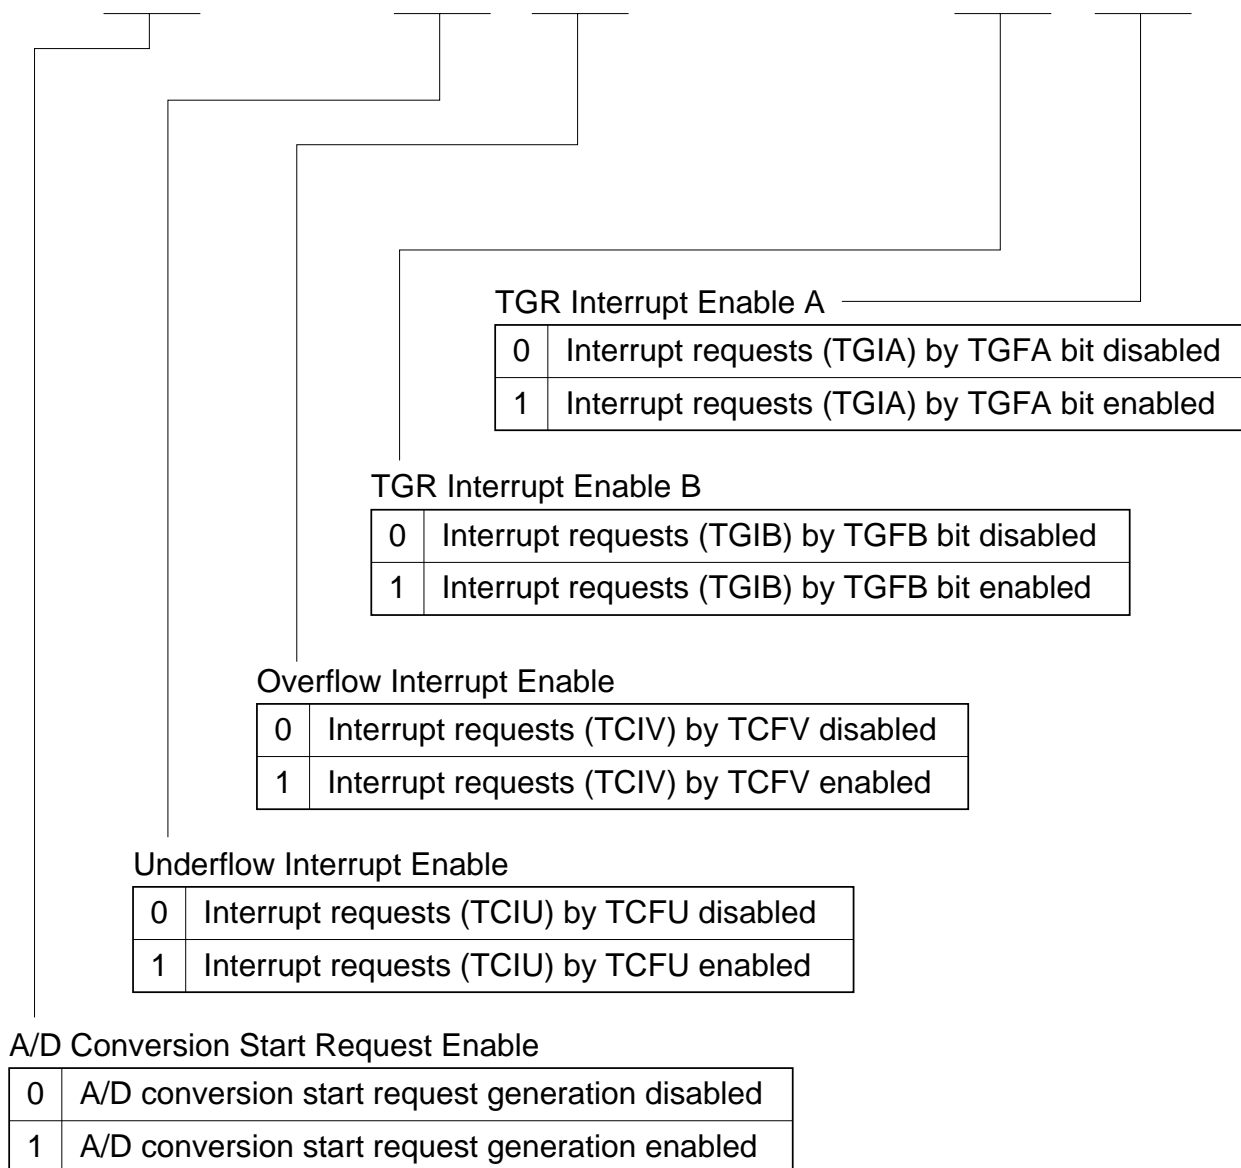 TGR Interrupt Enable A
0 Interrupt requests (TGIA) by TGFA bit disabled
1 Interrupt requests (TGIA) by TGFA bit enabled
TGR Interrupt Enable B
0 Interrupt requests (TGIB) by TGFB bit disabled
1 Interrupt requests (TGIB) by TGFB bit enabled
Overflow Interrupt Enable
0 Interrupt requests (TCIV) by TCFV disabled
1 Interrupt requests (TCIV) by TCFV enabled
Underflow Interrupt Enable
0 Interrupt requests (TCIU) by TCFU disabled
1 Interrupt requests (TCIU) by TCFU enabled
A/D Conversion Start Request Enable
0 A/D conversion start request generation disabled
1 A/D conversion start request generation enabled